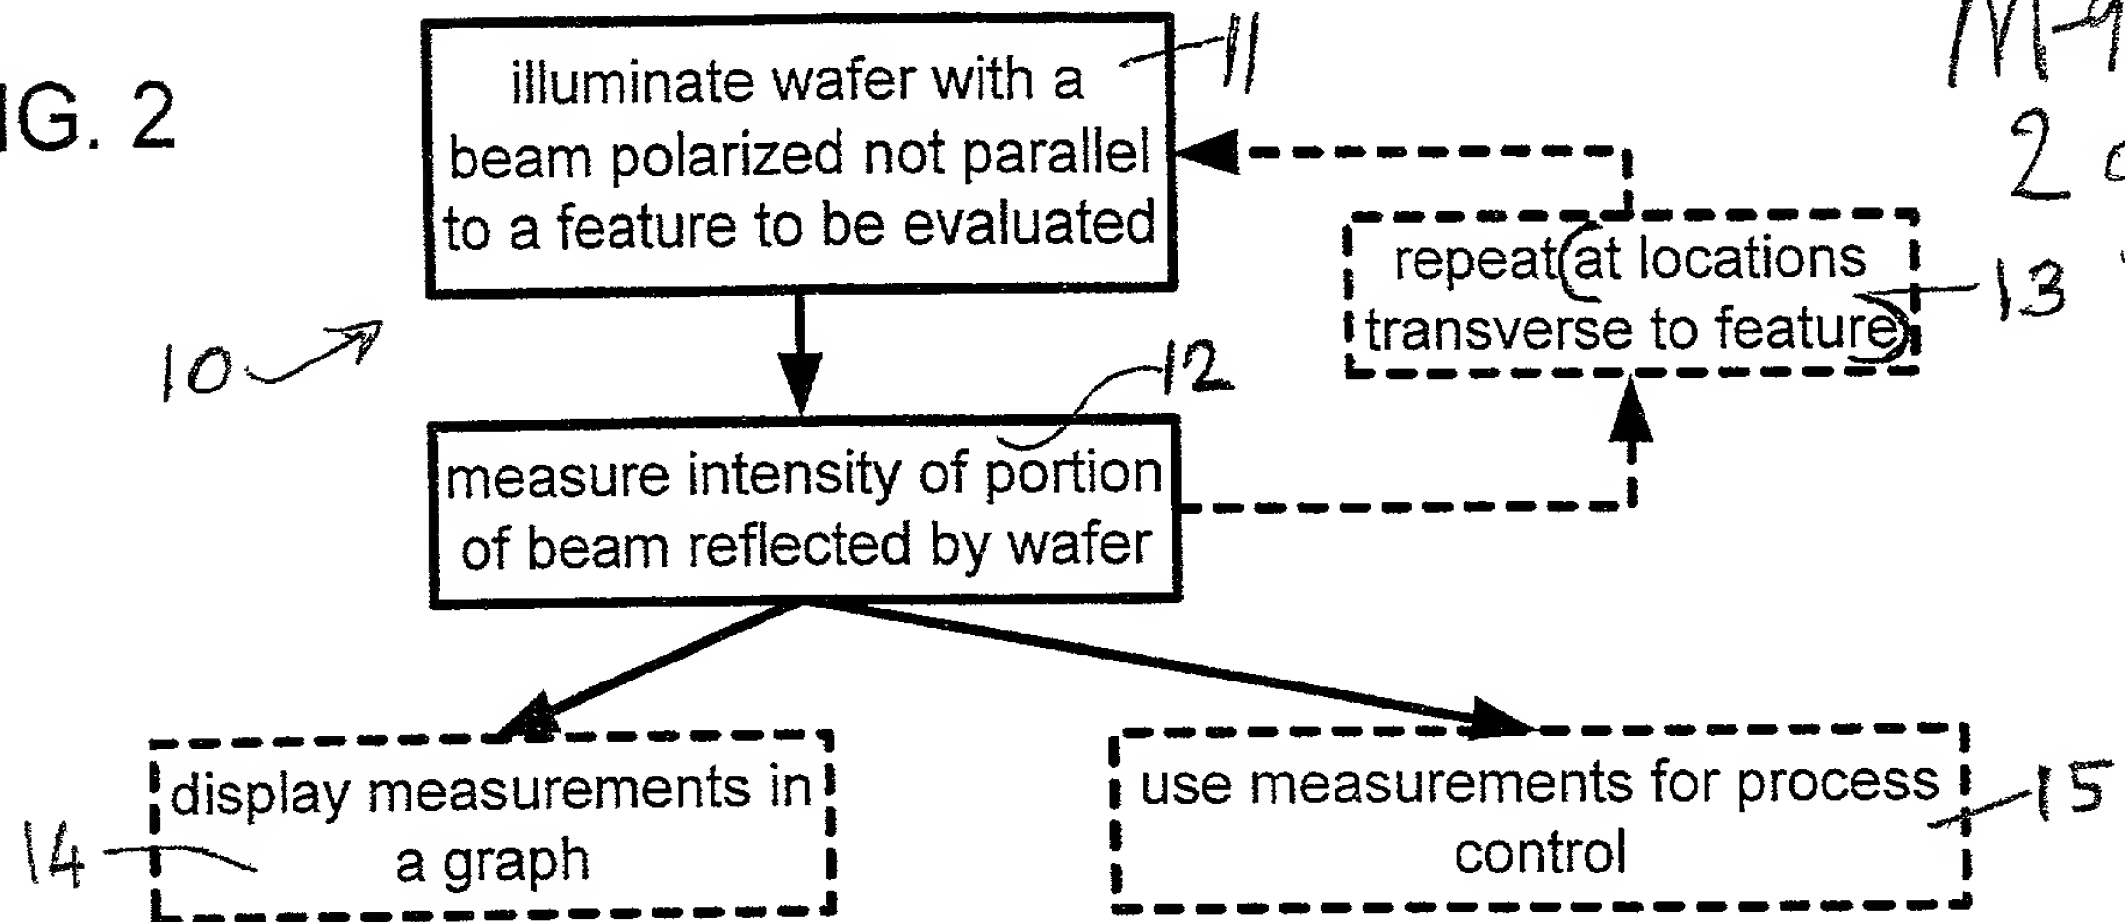 IG. 2
11
illuminate wafer with a
beam polarized not parallel
to a feature to be evaluated
2
repeat (at locations
transverse to feature)
13
10
12
measure intensity of portion
of beam reflected by wafer
display measurements in
a graph
14
use measurements for process
control
15